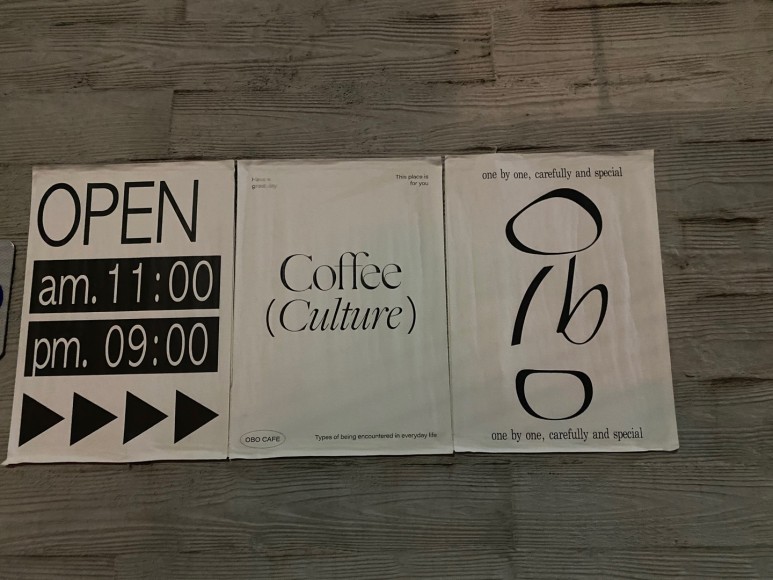 OPEN
am. 11:00
pm. 09:00
This place is
for you
Coffee
(Culture)
OBO CAFE
Types of being encountered in everyday life
one by one, carefully and special
one by one, carefully and special